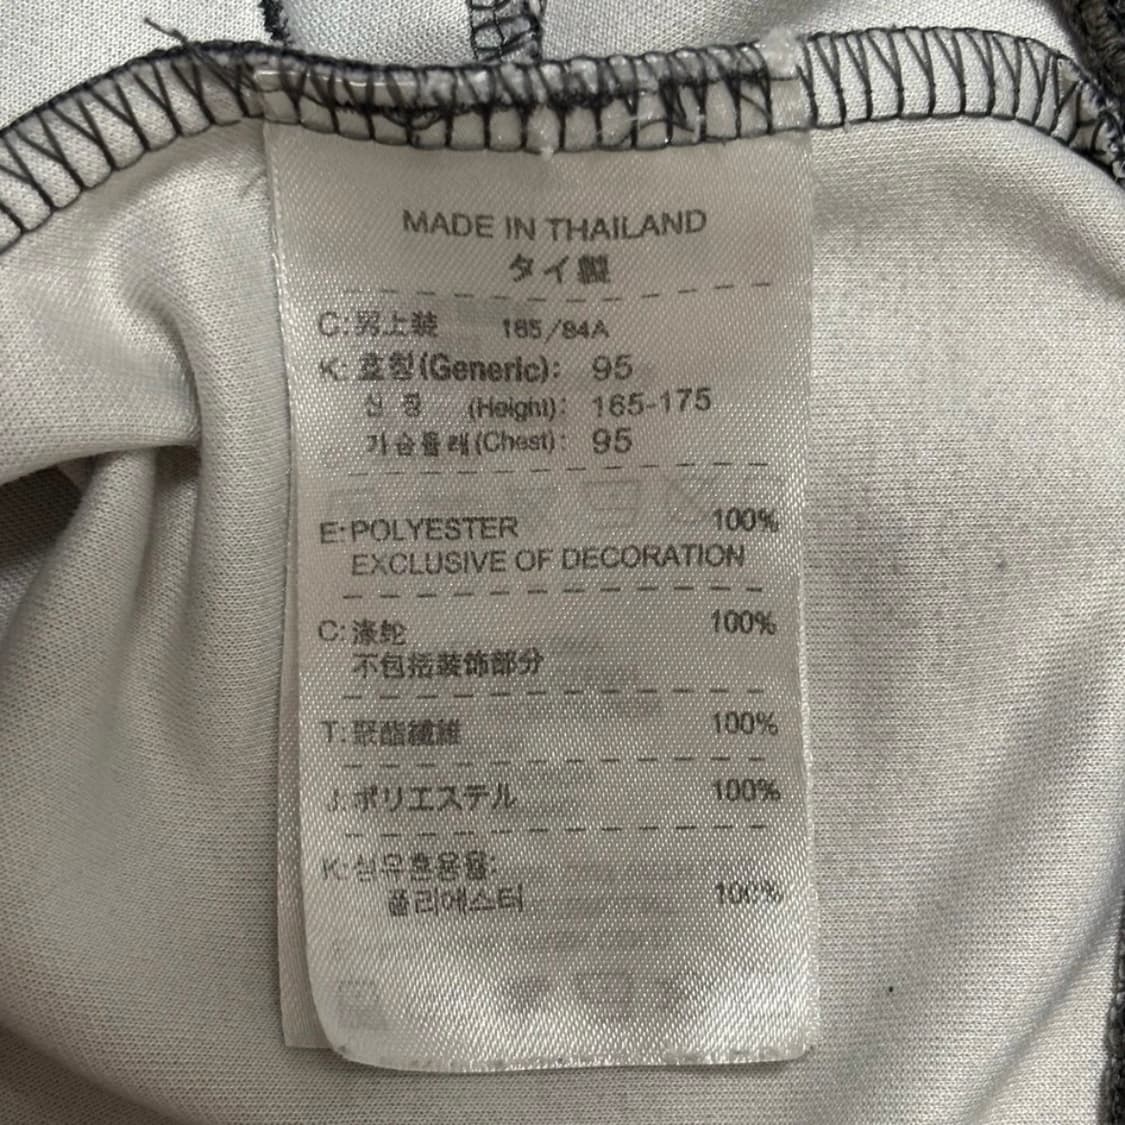 MADE IN THAILAND
タイ製
C:男上装 165/84A
K: 호칭(Generic): 95
신 장 (Height): 165-175
가슴둘레(Chest): 95
E:POLYESTER 100%
EXCLUSIVE OF DECORATION
C:涤纶 100%
不包括装饰部分
T:聚酯纖維 100%
J:ポリエステル 100%
K:섬유혼용율:
폴리에스터 100%